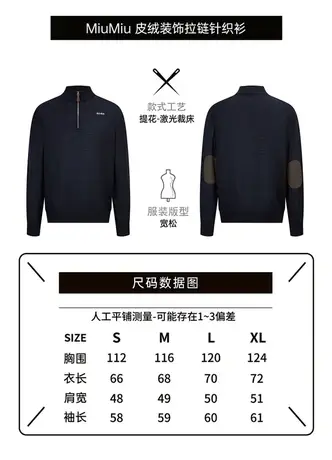 MiuMiu 皮绒装饰拉链针织衫
款式工艺
提花-激光裁床
服装版型
宽松
尺码数据图
人工平铺测量-可能存在1~3偏差
SIZE S M L XL
胸围 112 116 120 124
衣长 66 68 70 72
肩宽 48 49 50 51
袖长 58 59 60 61